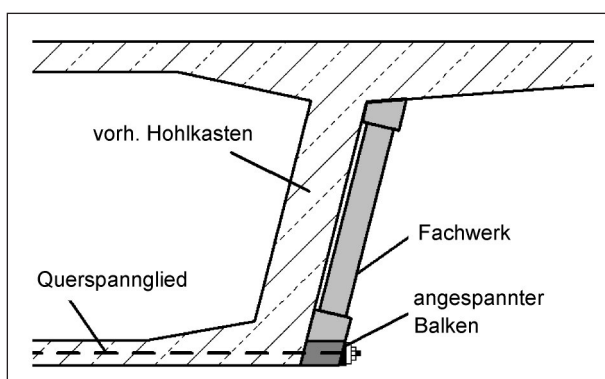 vorh. Hohlkasten
Fachwerk
Querspannglied
angespannter
Balken